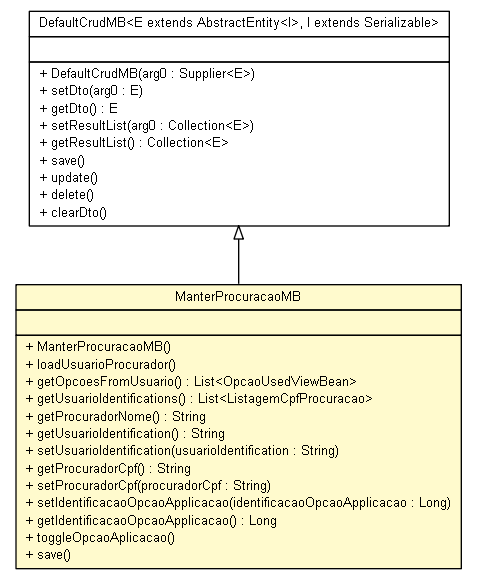 DefaultCrudMB<E extends AbstractEntity<I>, I extends Serializable>
+ DefaultCrudMB(arg0 : Supplier<E>)
+ setDto(arg0 : E)
+ getDto() : E
+ setResultList(arg0 : Collection<E>)
+ getResultList() : Collection<E>
+ save()
+ update()
+ delete()
+ clearDto()
ManterProcuracaoMB
+ ManterProcuracaoMB()
+ loadUsuarioProcurador()
+ getOpcoesFromUsuario() : List<OpcaoUsedViewBean>
+ getUsuarioIdentifications() : List<ListagemCpfProcuracao>
+ getProcuradorNome() : String
+ getUsuarioIdentification() : String
+ setUsuarioIdentification(usuarioIdentification : String)
+ getProcuradorCpf() : String
+ setProcuradorCpf(procuradorCpf : String)
+ setIdentificacaoOpcaoApplicacao(identificacaoOpcaoApplicacao : Long)
+ getIdentificacaoOpcaoApplicacao() : Long
+ toggleOpcaoAplicacao()
+ save()